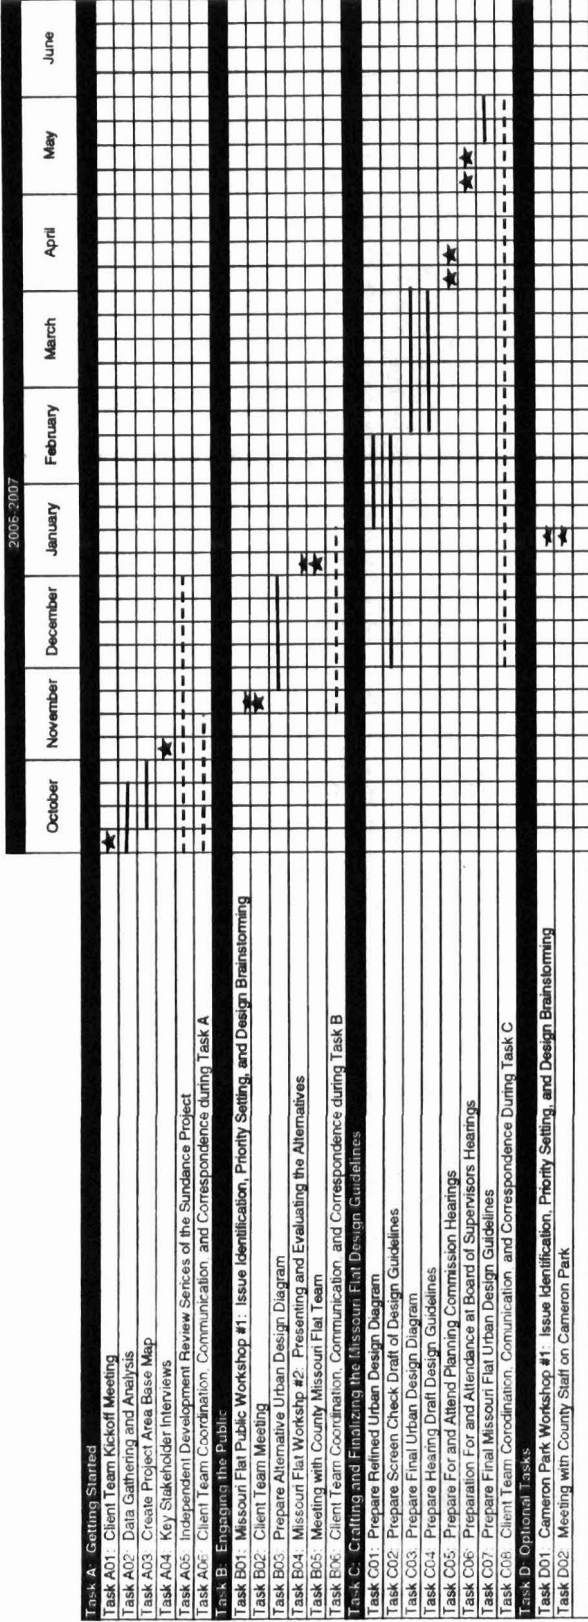 2006-2007
October November December January February March April May June
Task A: Getting Started
Task A01: Client Team Kickoff Meeting
Task A02: Data Gathering and Analysis
Task A03: Create Project Area Base Map
Task A04: Key Stakeholder Interviews
Task A05: Independent Development Review Serices of the Sundance Project
Task A06: Client Team Coordination, Communication, and Correspondence during Task A
Task B: Engaging the Public
Task B01: Missouri Flat Public Workshop #1: Issue Identification, Priority Setting, and Design Brainstorming
Task B02: Client Team Meeting
Task B03: Prepare Alternative Urban Design Diagram
Task B04: Missouri Flat Workshp #2: Presenting and Evaluating the Alternatives
Task B05: Meeting with County Missouri Flat Team
Task B06: Client Team Coordination, Communication, and Correspondence during Task B
Task C: Crafting and Finalizing the Missouri Flat Design Guidelines
Task C01: Prepare Refined Urban Design Diagram
Task C02: Prepare Screen Check Draft of Design Guidelines
Task C03: Prepare Final Urban Design Diagram
Task CC4: Prepare Hearing Draft Design Guidelines
Task C05: Prepare For and Attend Planning Commission Hearings
Task C06: Preparation For and Attendance at Board of Supervisors Hearings
Task C07: Prepare Final Missouri Flat Urban Design Guidelines
Task C08: Client Team Corodination, Comunication, and Correspondence During Task C
Task D: Optional Tasks
Task D01: Cameron Park Workshop #1: Issue Identification, Priority Setting, and Design Brainstorming
Task D02: Meeting with County Staff on Cameron Park